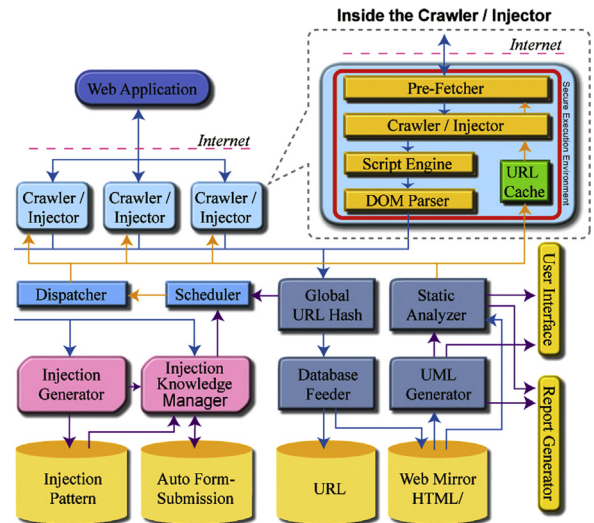 Inside the Crawler / Injector
Internet
Pre-Fetcher
Crawler / Injector
Script Engine
DOM Parser
URL
Cache
Secure Execution Environment
Web Application
Internet
Crawler /
Injector
Crawler /
Injector
Crawler /
Injector
Dispatcher
Scheduler
Global
URL Hash
Static
Analyzer
User Interface
Injection
Generator
Injection
Knowledge
Manager
Database
Feeder
UML
Generator
Report Generator
Injection
Pattern
Auto Form-
Submission
URL
Web Mirror
HTML/